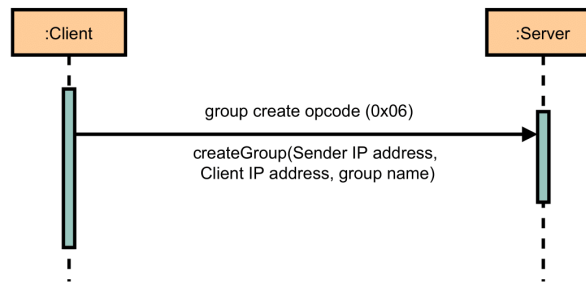 :Client
:Server
group create opcode (0x06)
createGroup(Sender IP address,
Client IP address, group name)